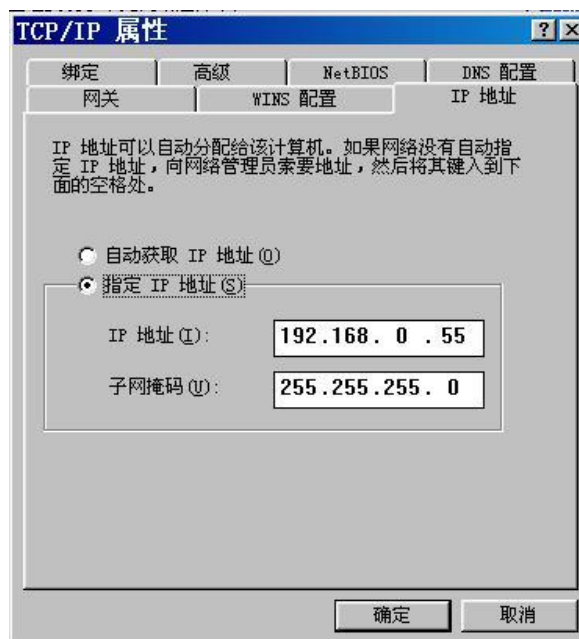 TCP/IP 属性
绑定 高级 NetBIOS DNS 配置
网关 WINS 配置 IP 地址
IP 地址可以自动分配给该计算机。如果网络没有自动指
定 IP 地址，向网络管理员索要地址，然后将其键入到下
面的空格处。
自动获取 IP 地址(O)
指定 IP 地址(S)
IP 地址(I): 192.168. 0 .55
子网掩码(U): 255.255.255. 0
确定 取消